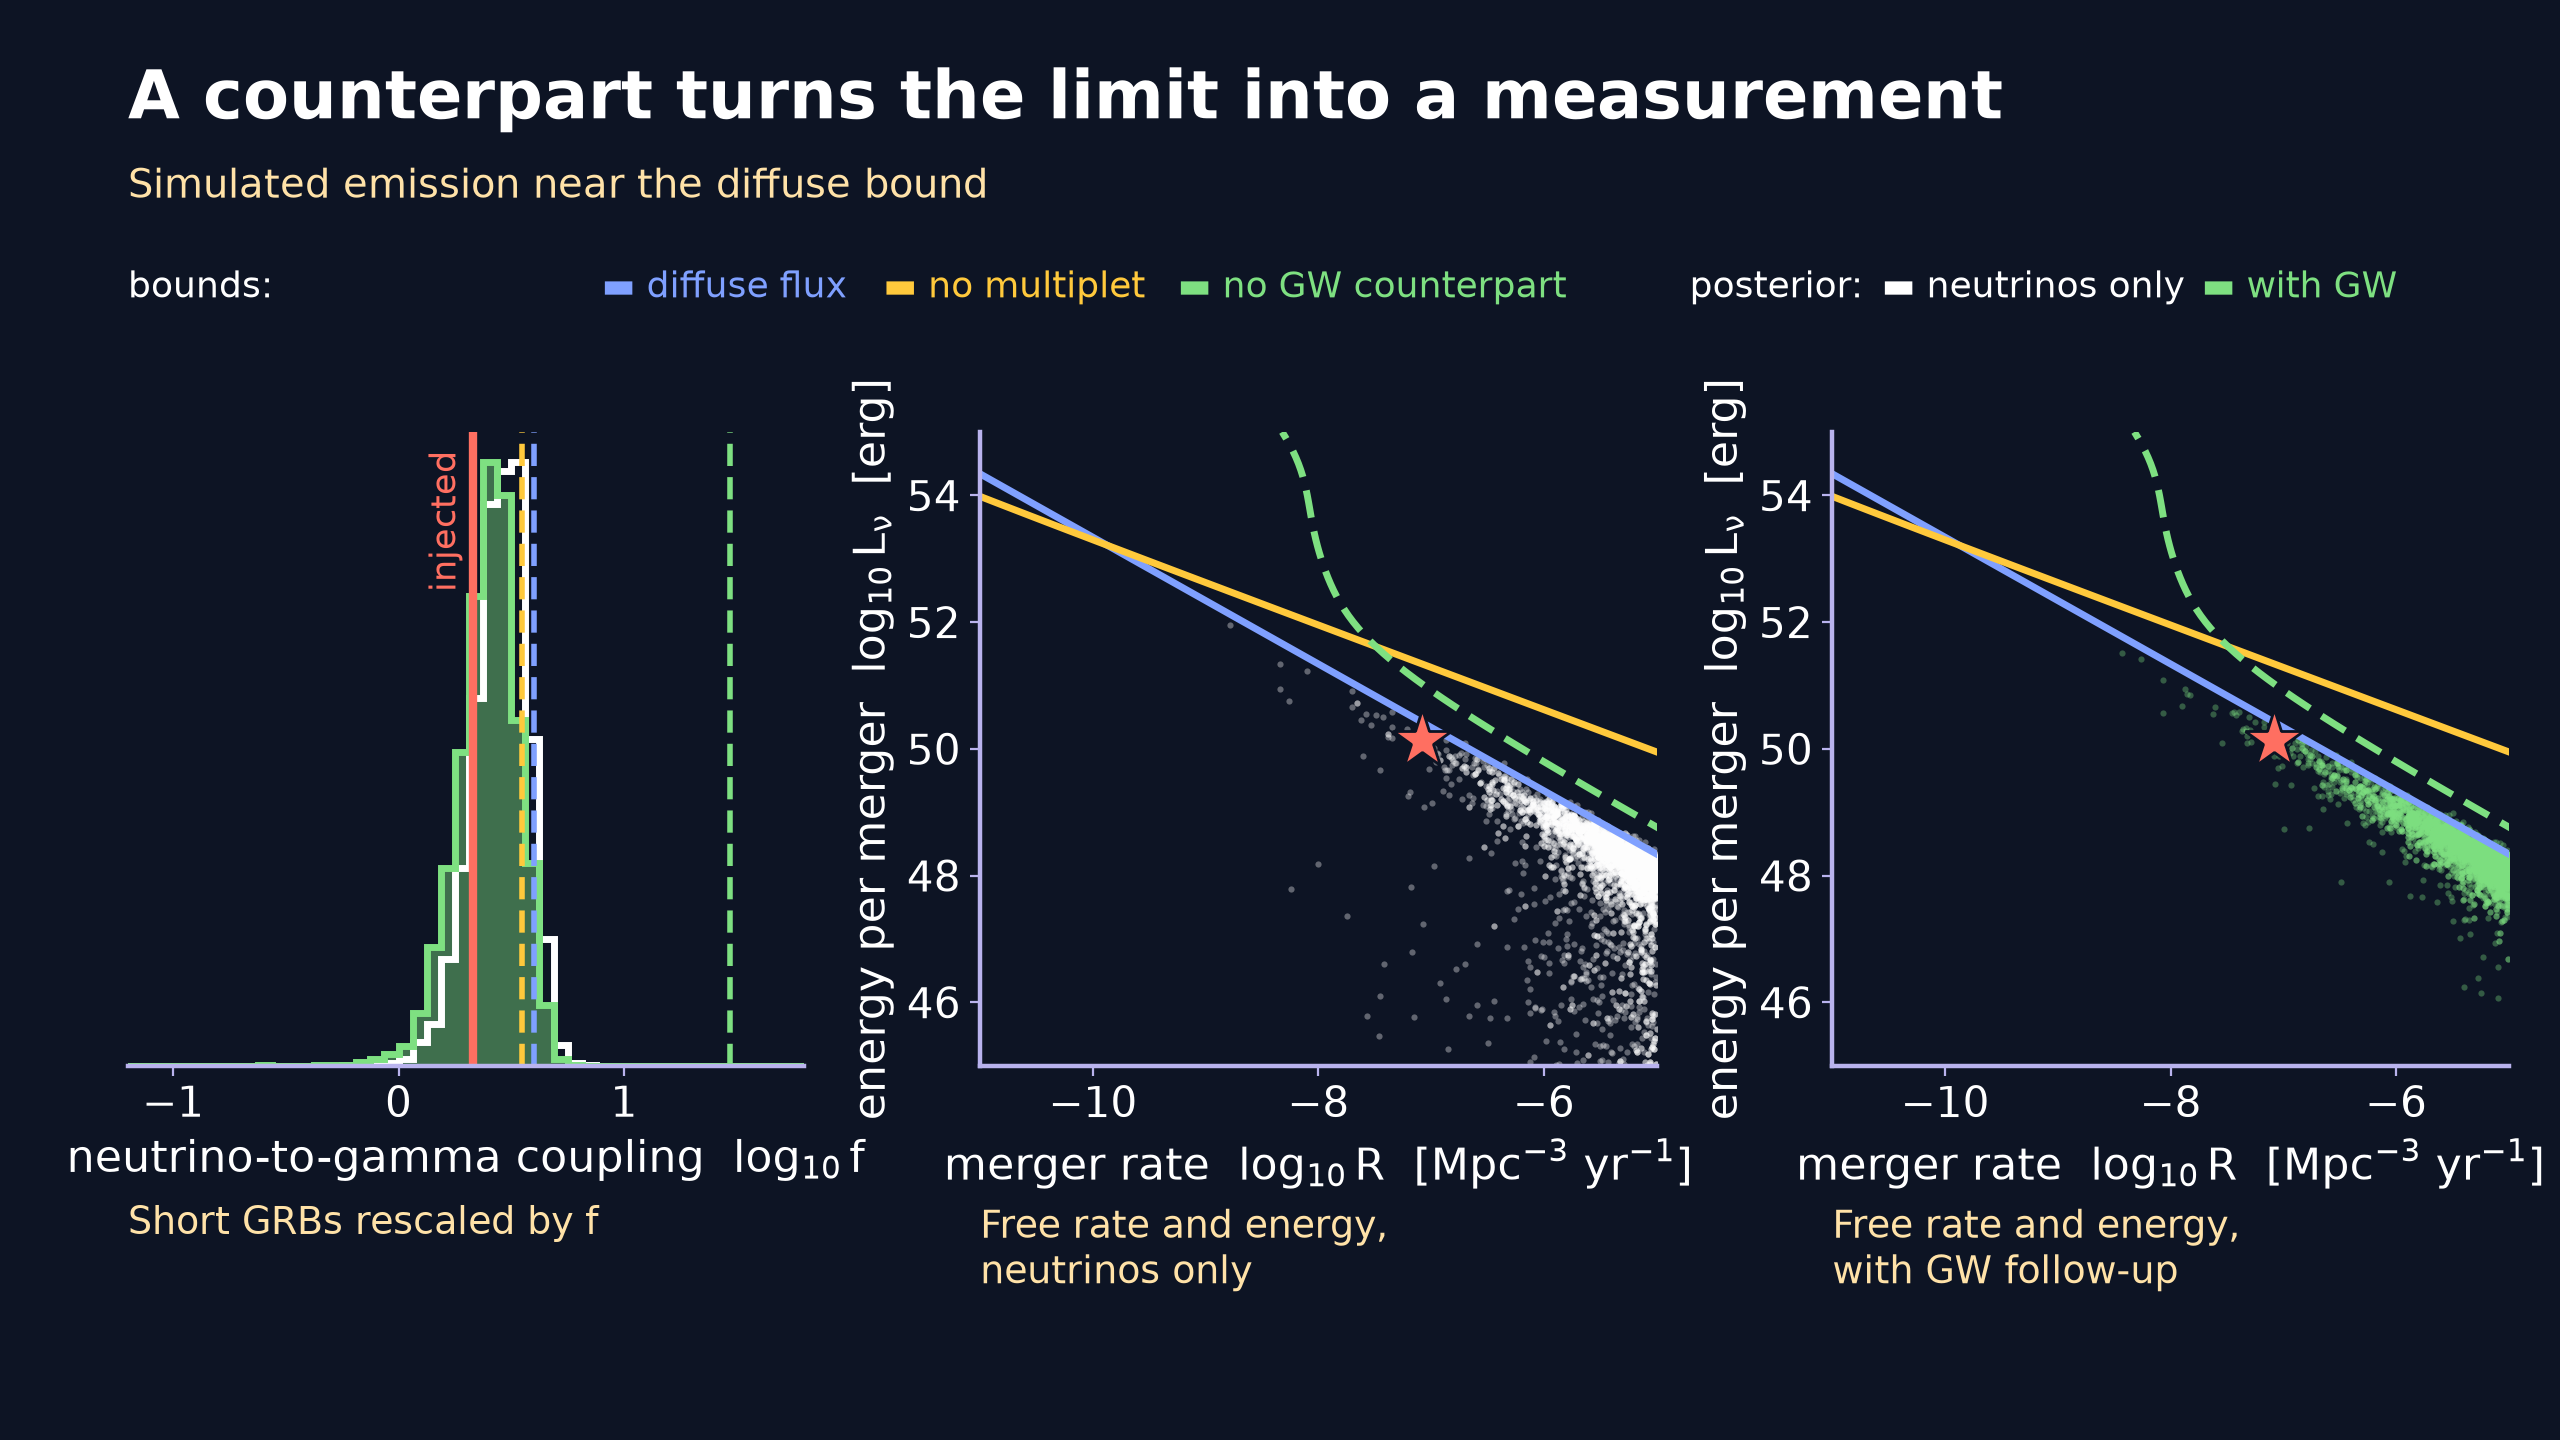 A counterpart turns the limit into a measurement
Simulated emission near the diffuse bound
bounds: diffuse flux no multiplet no GW counterpart posterior: neutrinos only with GW
injected
−1 0 1
neutrino-to-gamma coupling log₁₀ f
Short GRBs rescaled by f
energy per merger log₁₀ Lᵥ [erg]
54
52
50
48
46
−10 −8 −6
merger rate log₁₀ R [Mpc⁻³ yr⁻¹]
Free rate and energy,
neutrinos only
energy per merger log₁₀ Lᵥ [erg]
54
52
50
48
46
−10 −8 −6
merger rate log₁₀ R [Mpc⁻³ yr⁻¹]
Free rate and energy,
with GW follow-up